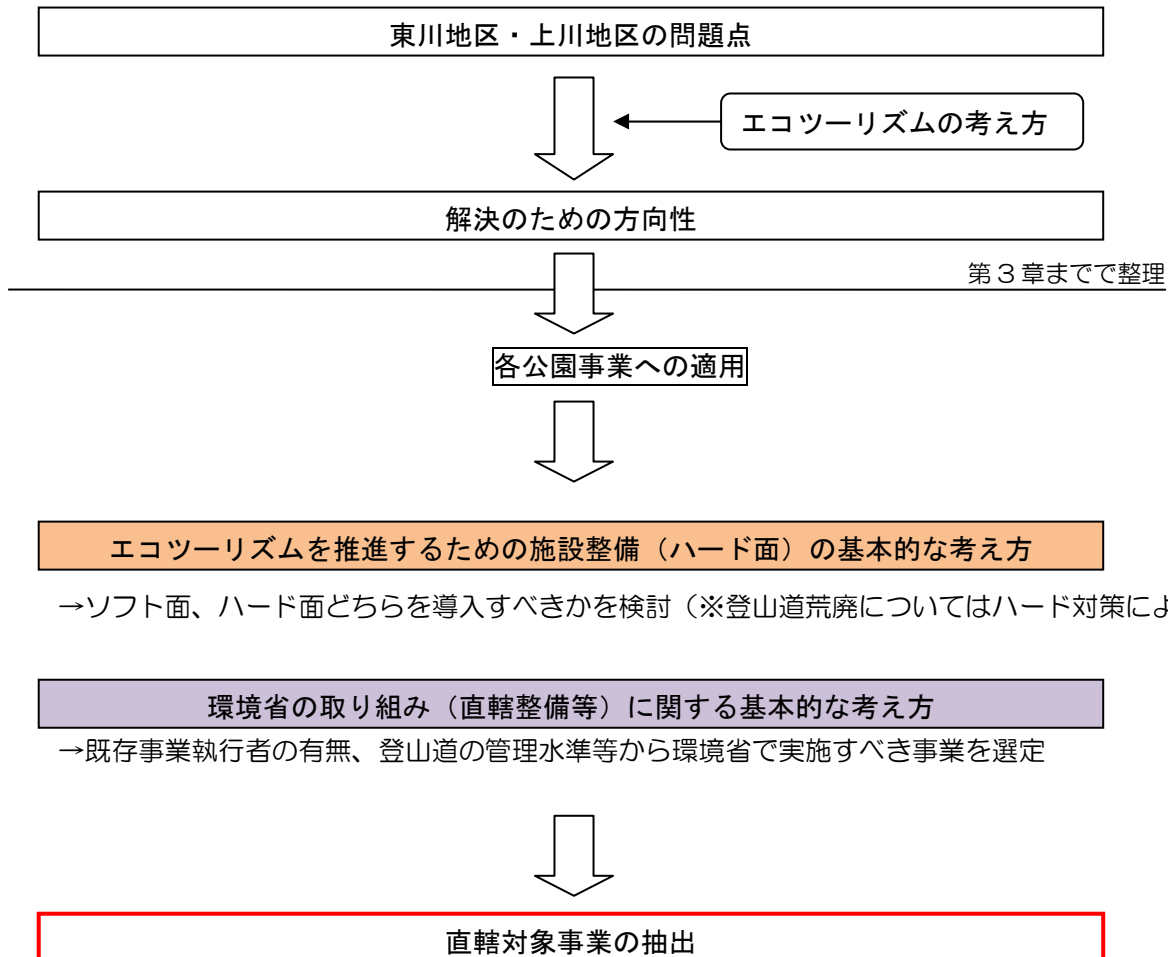 東川地区・上川地区の問題点
エコツーリズムの考え方
解決のための方向性
第3章までで整理
各公園事業への適用
エコツーリズムを推進するための施設整備（ハード面）の基本的な考え方
→ソフト面、ハード面どちらを導入すべきかを検討（※登山道荒廃についてはハード対策によ
環境省の取り組み（直轄整備等）に関する基本的な考え方
→既存事業執行者の有無、登山道の管理水準等から環境省で実施すべき事業を選定
直轄対象事業の抽出